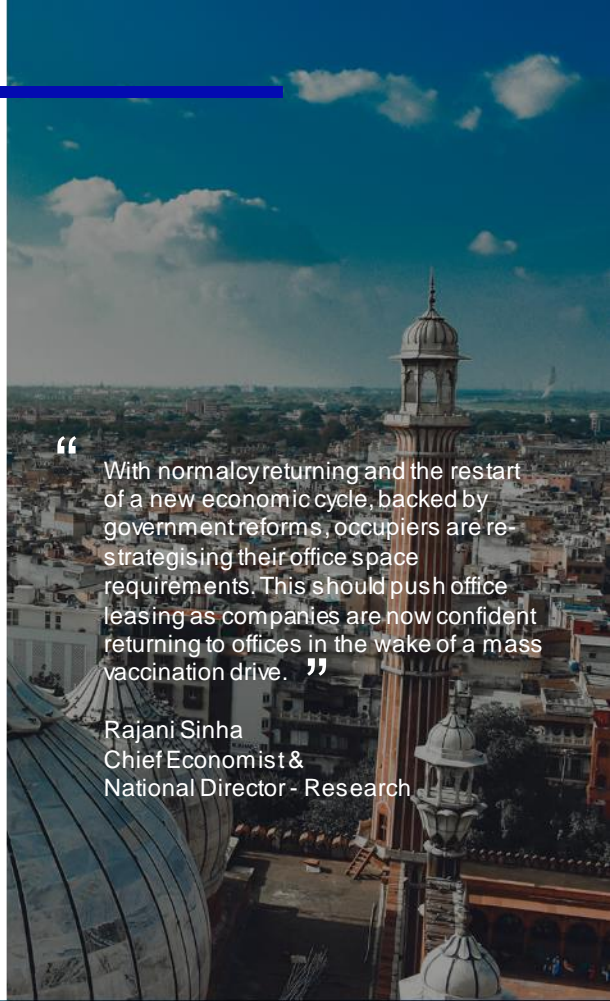 “
With normalcy returning and the restart
of a new economic cycle, backed by
government reforms, occupiers are re-
strategising their office space
requirements. This should push office
leasing as companies are now confident
returning to offices in the wake of a mass
vaccination drive. ”
Rajani Sinha
Chief Economist &
National Director - Research